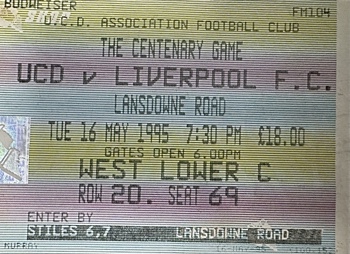 BUDWEISER
FM104
U.C.D. ASSOCIATION FOOTBALL CLUB
THE CENTENARY GAME
UCD v LIVERPOOL F.C.
LANSDOWNE ROAD
TUE 16 MAY 1995 7:30 PM £18.00
GATES OPEN 6.00PM
WEST LOWER C
ROW 20. SEAT 69
ENTER BY
STILES 6,7 LANSDOWNE ROAD
MURRAY